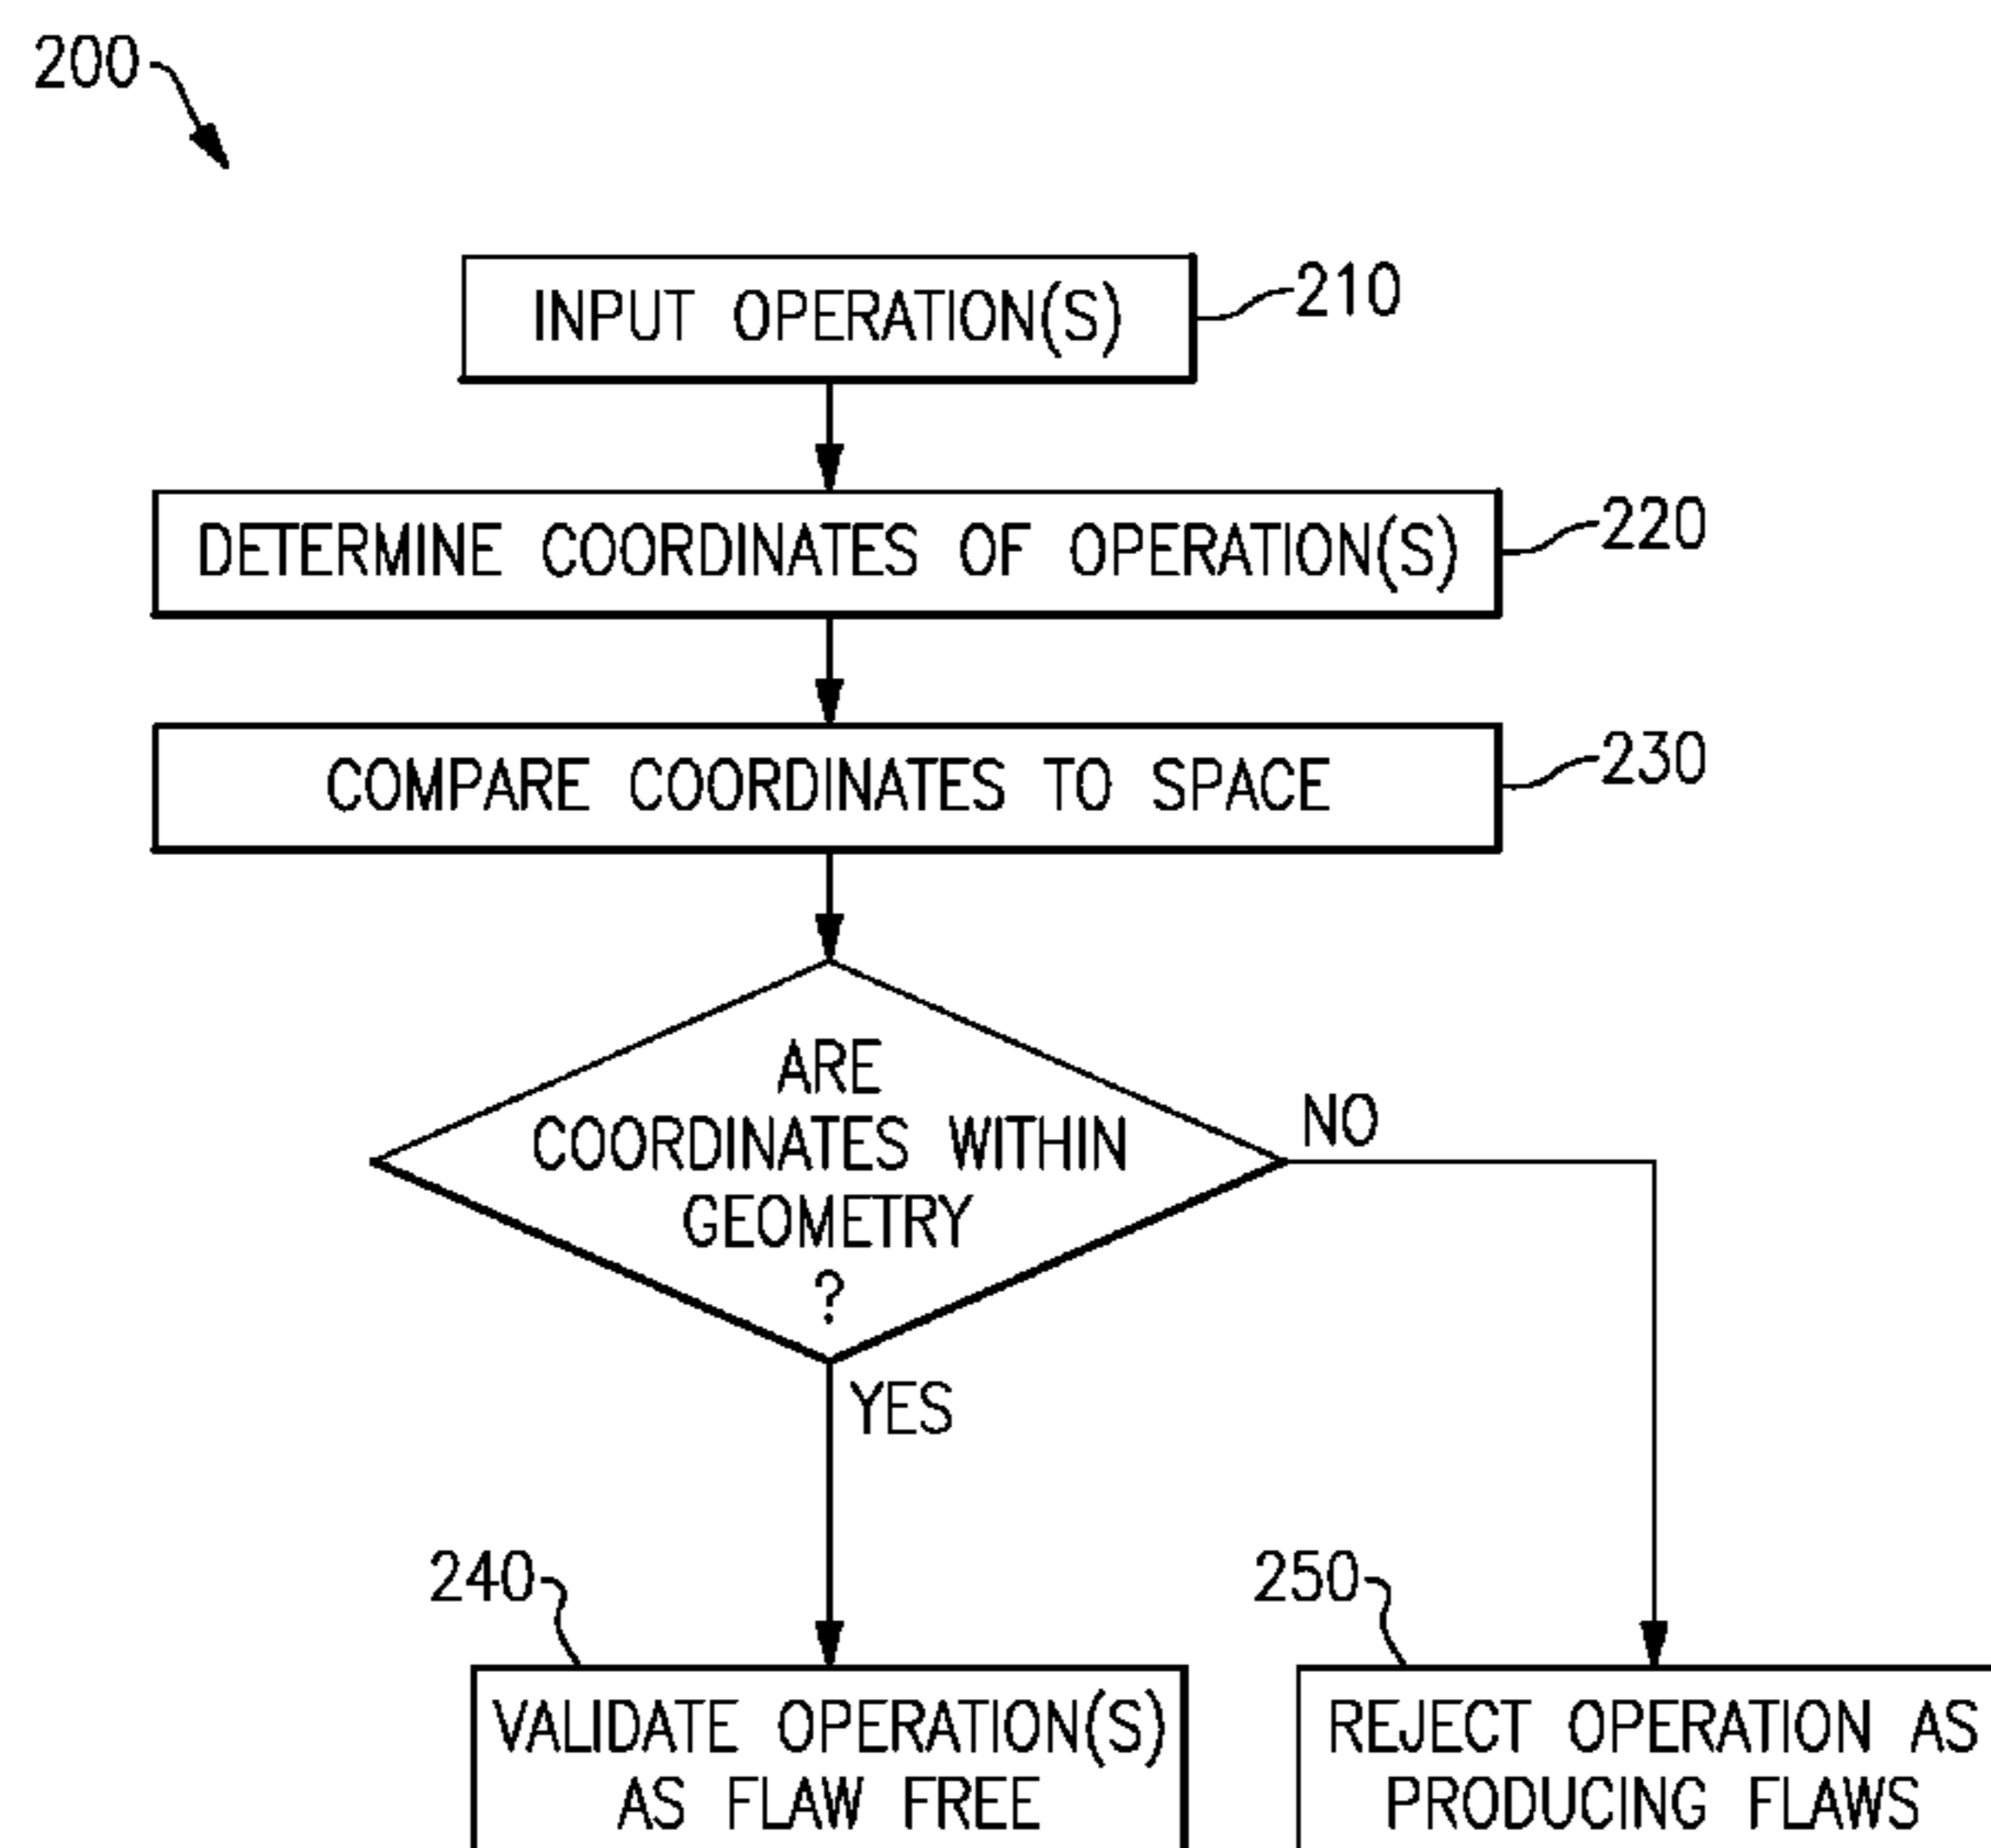 200
INPUT OPERATION(S)
210
DETERMINE COORDINATES OF OPERATION(S)
220
COMPARE COORDINATES TO SPACE
230
ARE
COORDINATES WITHIN
GEOMETRY
?
NO
YES
240
VALIDATE OPERATION(S)
AS FLAW FREE
250
REJECT OPERATION AS
PRODUCING FLAWS